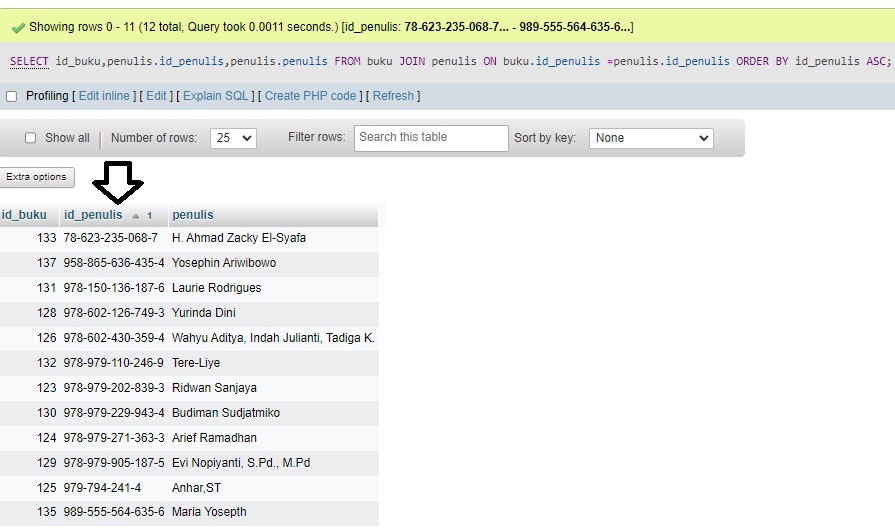 Showing rows 0 - 11 (12 total, Query took 0.0011 seconds.) [id_penulis: 78-623-235-068-7... - 989-555-564-635-6...]
SELECT id_buku,penulis.id_penulis,penulis.penulis FROM buku JOIN penulis ON buku.id_penulis =penulis.id_penulis ORDER BY id_penulis ASC;
Profiling [ Edit inline ] [ Edit ] [ Explain SQL ] [ Create PHP code ] [ Refresh ]
Show all | Number of rows: 25 Filter rows: Search this table Sort by key: None
Extra options
id_buku id_penulis 1 penulis
133 78-623-235-068-7 H. Ahmad Zacky El-Syafa
137 958-865-636-435-4 Yosephin Ariwibowo
131 978-150-136-187-6 Laurie Rodrigues
128 978-602-126-749-3 Yurinda Dini
126 978-602-430-359-4 Wahyu Aditya, Indah Julianti, Tadiga K.
132 978-979-110-246-9 Tere-Liye
123 978-979-202-839-3 Ridwan Sanjaya
130 978-979-229-943-4 Budiman Sudjatmiko
124 978-979-271-363-3 Arief Ramadhan
129 978-979-905-187-5 Evi Nopiyanti, S.Pd., M.Pd
125 979-794-241-4 Anhar,ST
135 989-555-564-635-6 Maria Yosepth